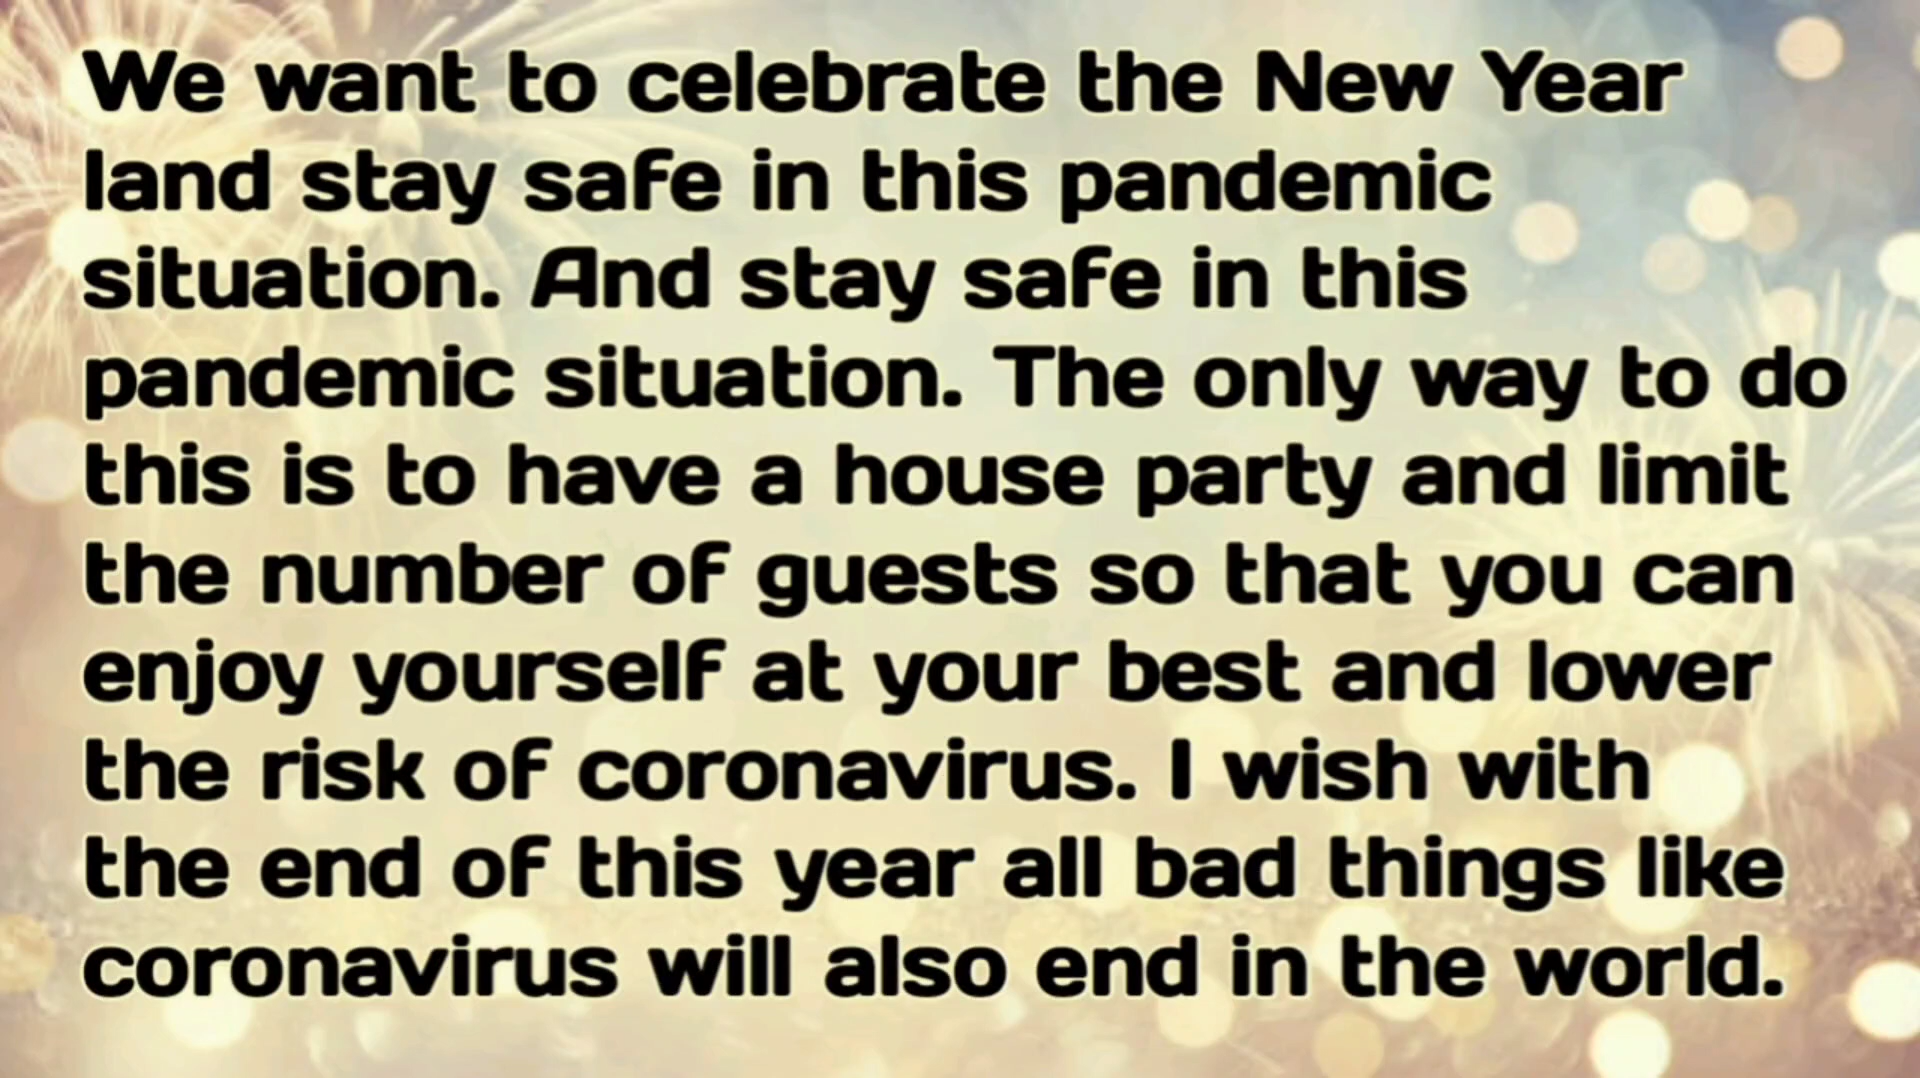 We want to celebrate the New Year
land stay safe in this pandemic
situation. And stay safe in this
pandemic situation. The only way to do
this is to have a house party and limit
the number of guests so that you can
enjoy yourself at your best and lower
the risk of coronavirus. I wish with
the end of this year all bad things like
coronavirus will also end in the world.